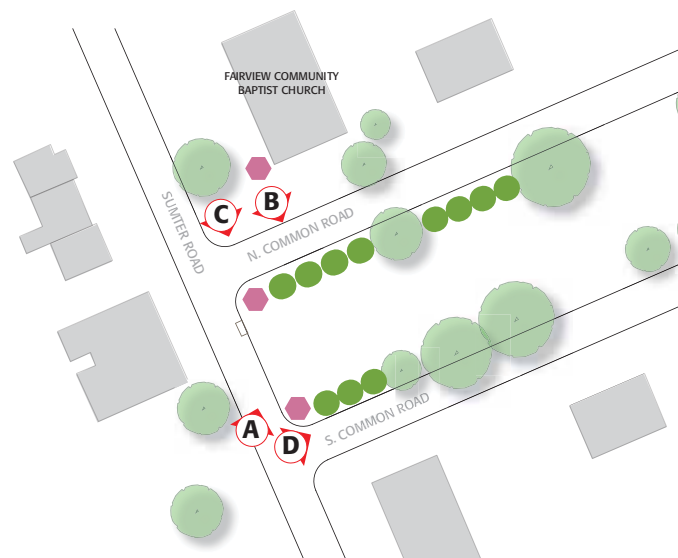 FAIRVIEW COMMUNITY
BAPTIST CHURCH
C
B
SUMTER ROAD
N. COMMON ROAD
A
D
S. COMMON ROAD